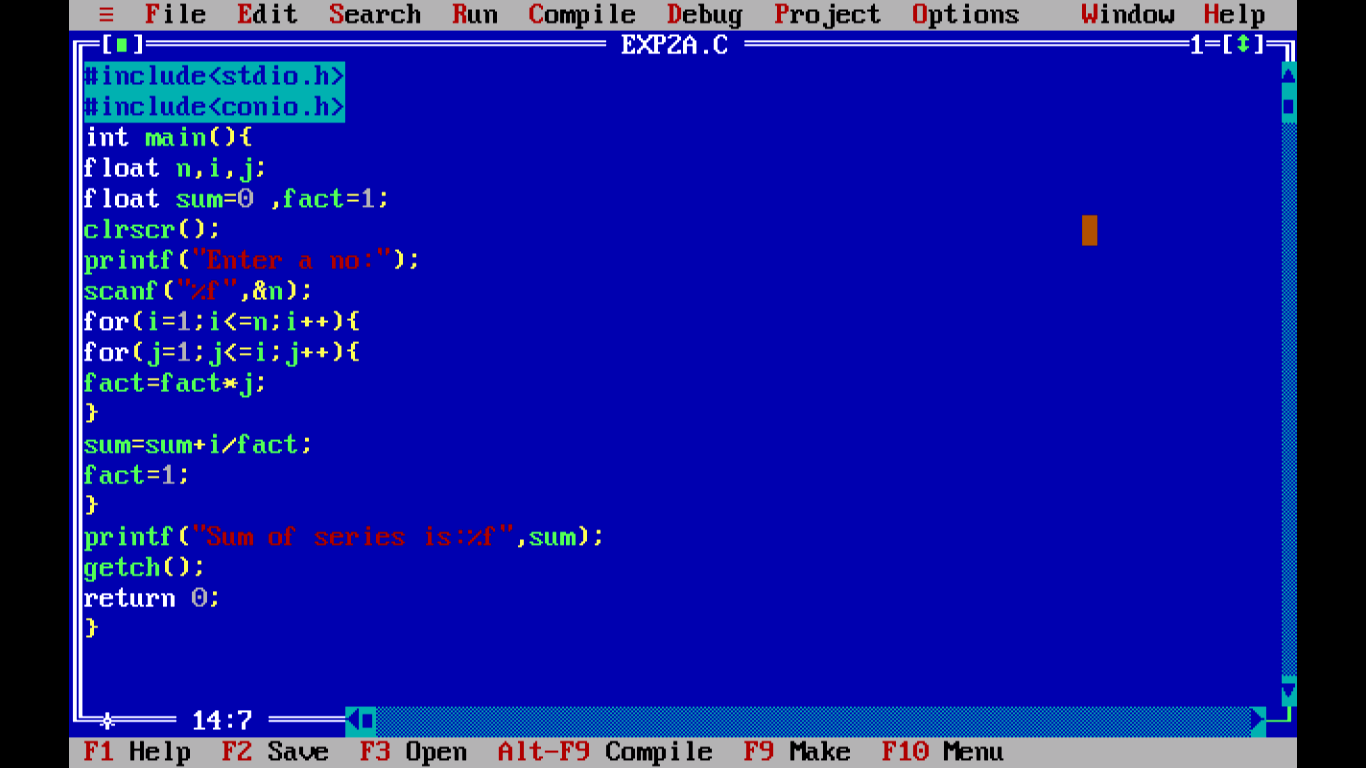 ≡ File Edit Search Run Compile Debug Project Options Window Help
[■] EXP2A.C 1=[↕]
#include<stdio.h>
#include<conio.h>
int main(){
float n,i,j;
float sum=0 ,fact=1;
clrscr();
printf("Enter a no:");
scanf("%f",&n);
for(i=1;i<=n;i++){
for(j=1;j<=i;j++){
fact=fact*j;
}
sum=sum+i/fact;
fact=1;
}
printf("Sum of series is:%f",sum);
getch();
return 0;
}
14:7
F1 Help F2 Save F3 Open Alt-F9 Compile F9 Make F10 Menu